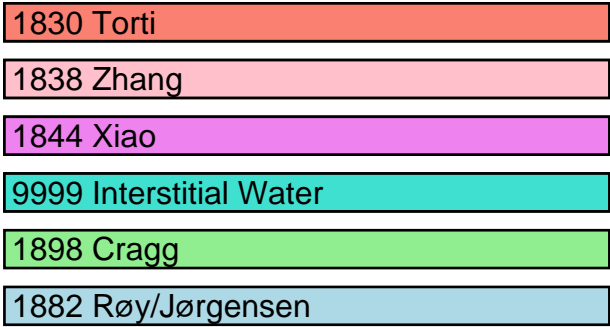 1830 Torti
1838 Zhang
1844 Xiao
9999 Interstitial Water
1898 Cragg
1882 Røy/Jørgensen